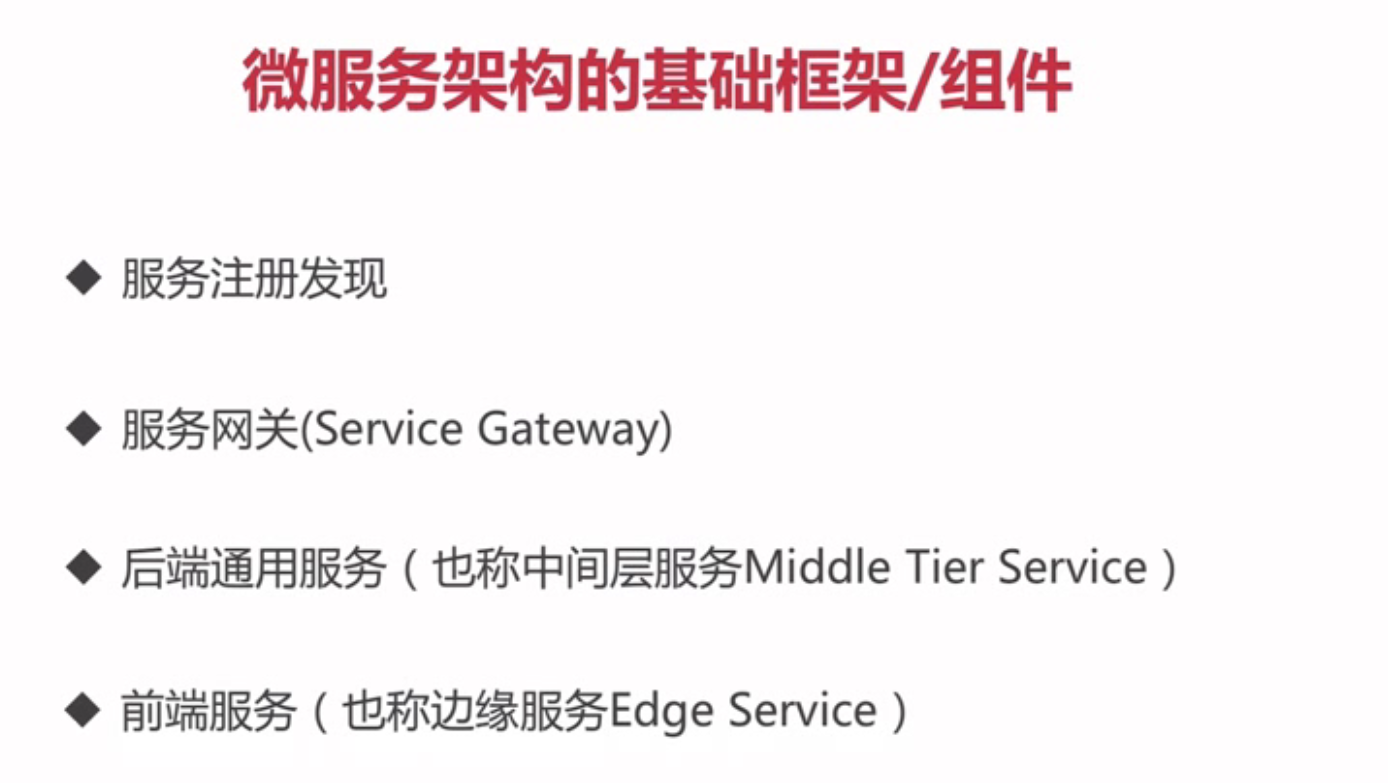 微服务架构的基础框架/组件
◆ 服务注册发现
◆ 服务网关(Service Gateway)
◆ 后端通用服务（也称中间层服务Middle Tier Service）
◆ 前端服务（也称边缘服务Edge Service）